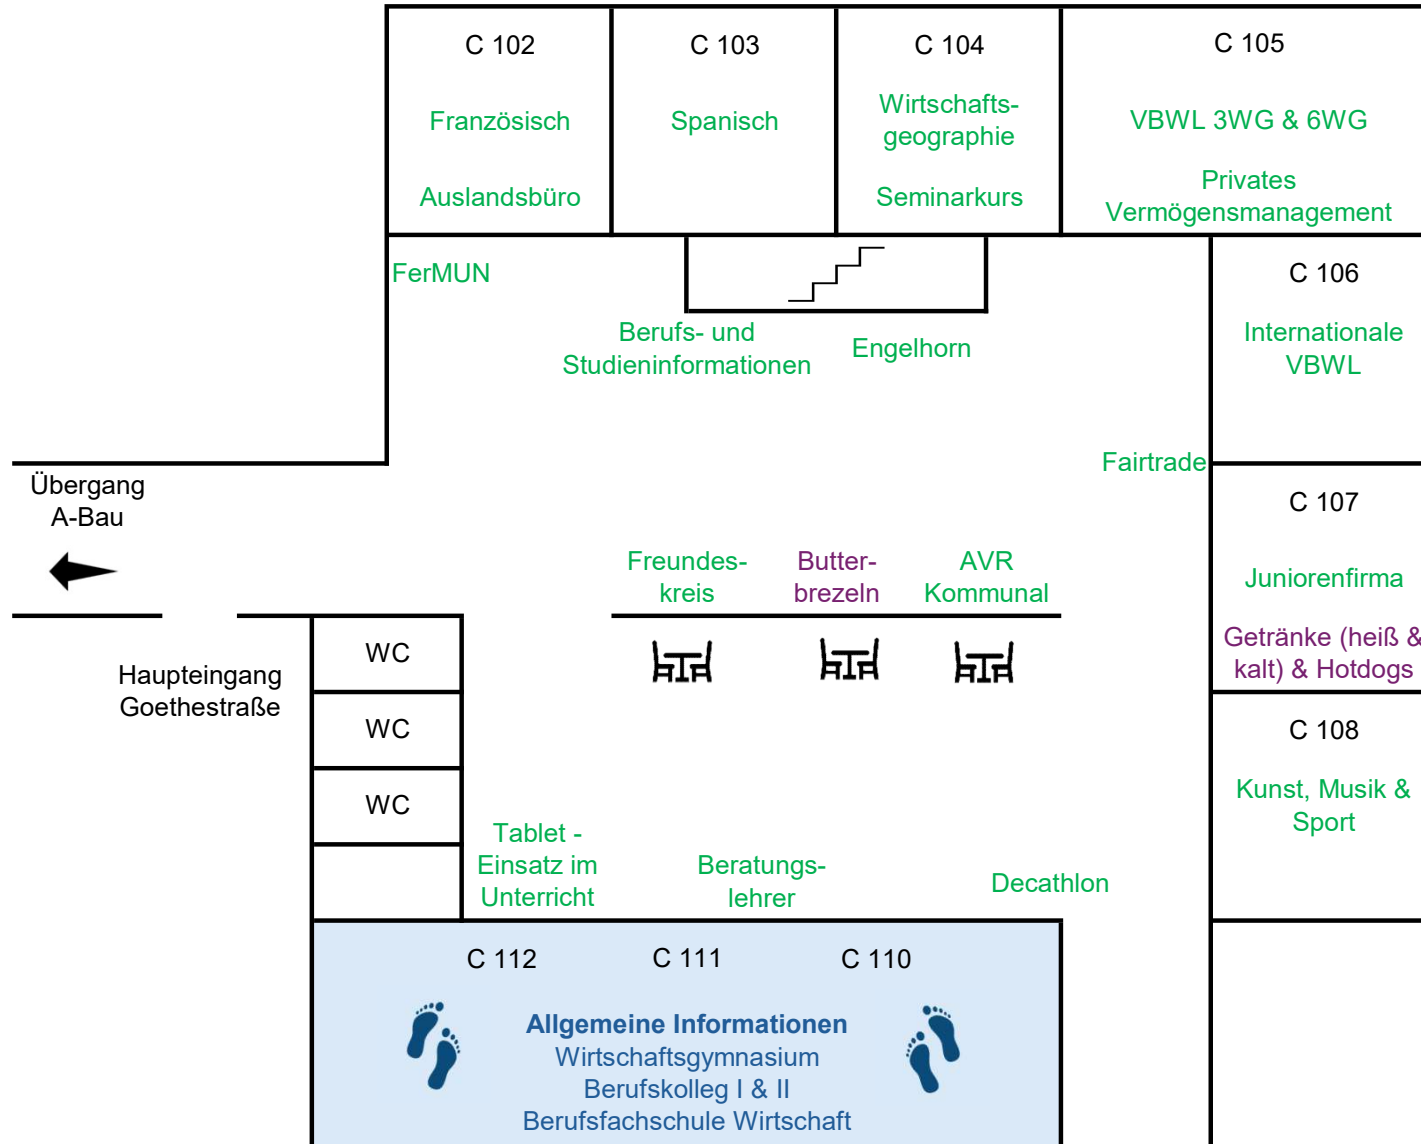 C 102
Französisch
Auslandsbüro
C 103
Spanisch
C 104
Wirtschafts-
geographie
Seminarkurs
C 105
VBWL 3WG & 6WG
Privates
Vermögensmanagement
FerMUN
Berufs- und
Studieninformationen
Engelhorn
C 106
Internationale
VBWL
Fairtrade
Übergang
A-Bau
Freundes-
kreis
Butter-
brezeln
AVR
Kommunal
C 107
Juniorenfirma
Getränke (heiß &
kalt) & Hotdogs
Haupteingang
Goethestraße
WC
WC
WC
C 108
Kunst, Musik &
Sport
Tablet -
Einsatz im
Unterricht
Beratungs-
lehrer
Decathlon
C 112
C 111
C 110
Allgemeine Informationen
Wirtschaftsgymnasium
Berufskolleg I & II
Berufsfachschule Wirtschaft